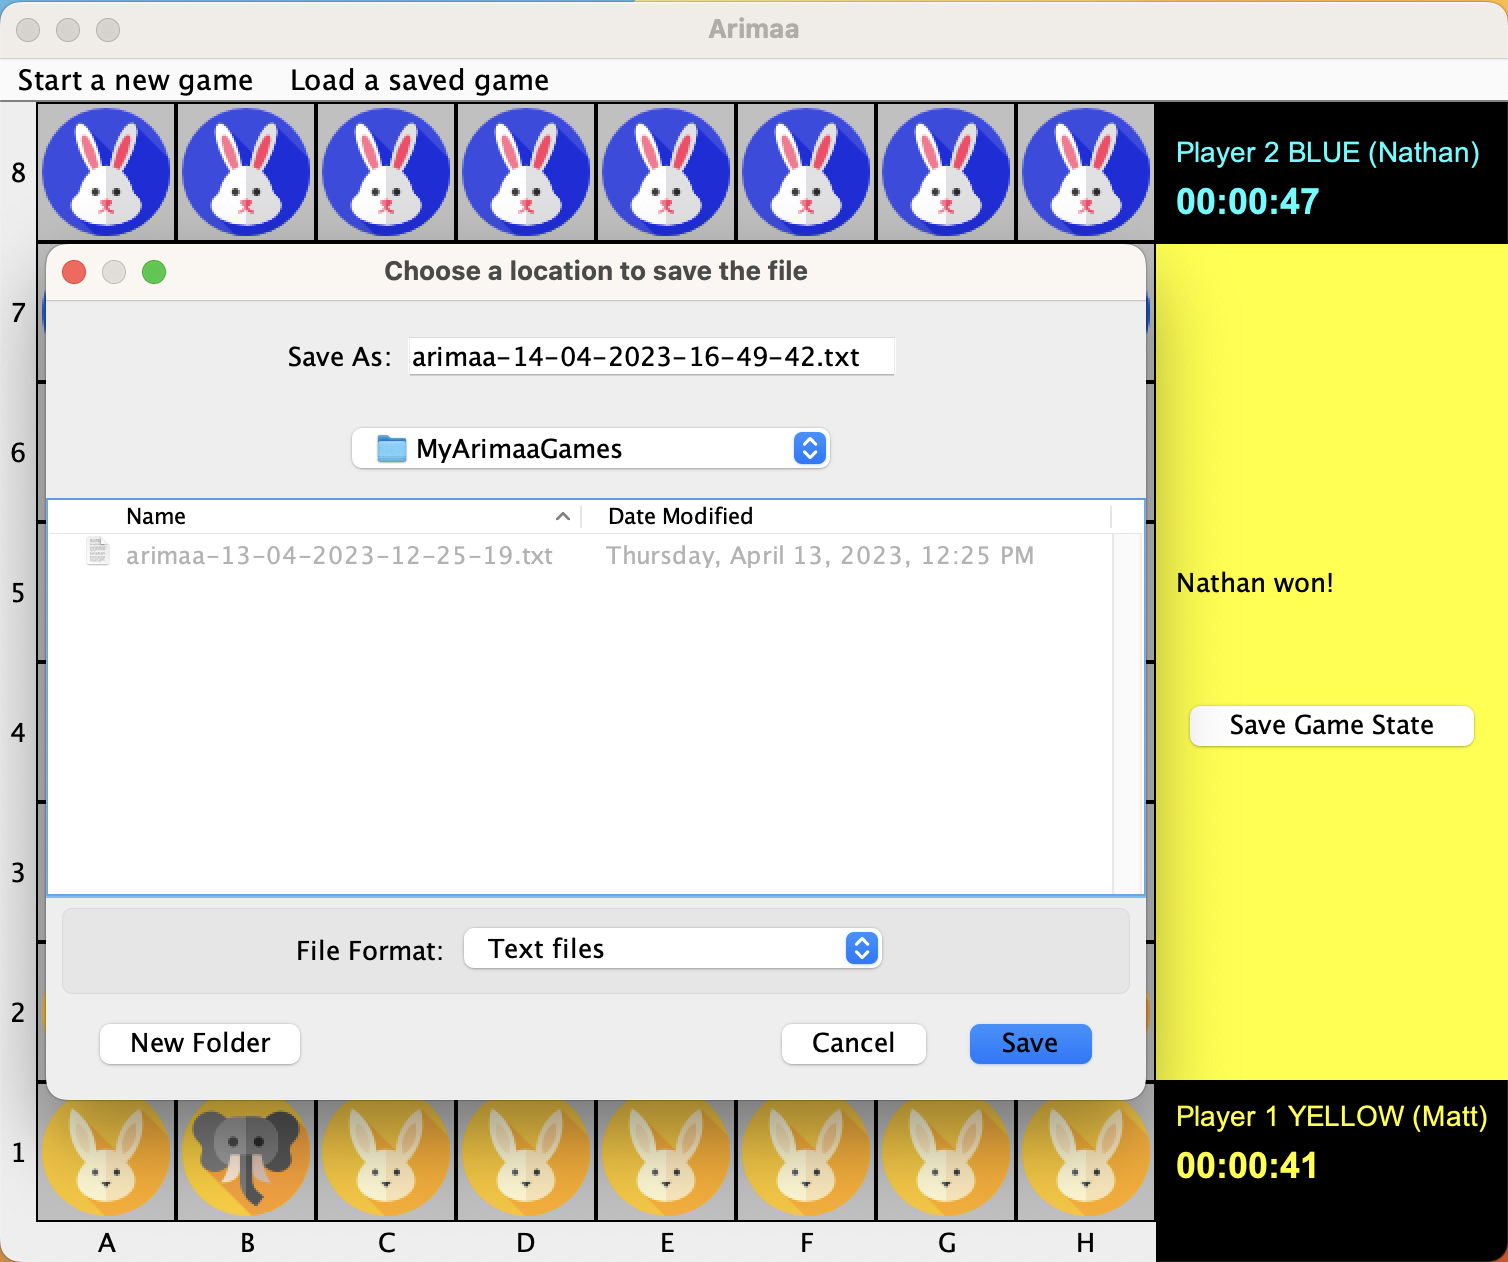 Arimaa
Start a new game Load a saved game
8
Player 2 BLUE (Nathan)
00:00:47
Choose a location to save the file
7
Save As: arimaa-14-04-2023-16-49-42.txt
MyArimaaGames
6
Name Date Modified
arimaa-13-04-2023-12-25-19.txt Thursday, April 13, 2023, 12:25 PM
5
Nathan won!
Save Game State
4
3
File Format: Text files
2
New Folder Cancel Save
Player 1 YELLOW (Matt)
00:00:41
1
A B C D E F G H